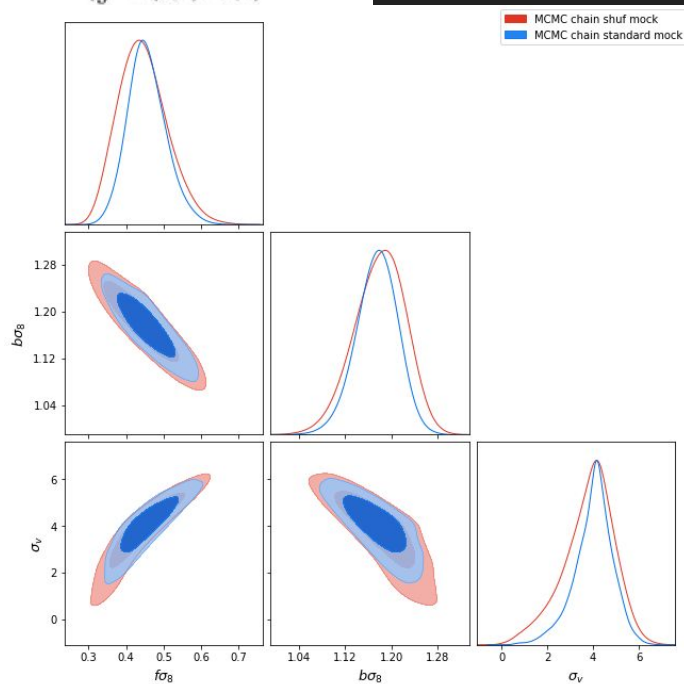 MCMC chain shuf mock
MCMC chain standard mock
bσ₈
1.28
1.20
1.12
1.04
σᵥ
6
4
2
0
0.3 0.4 0.5 0.6 0.7
1.04 1.12 1.20 1.28
0 2 4 6
fσ₈
bσ₈
σᵥ